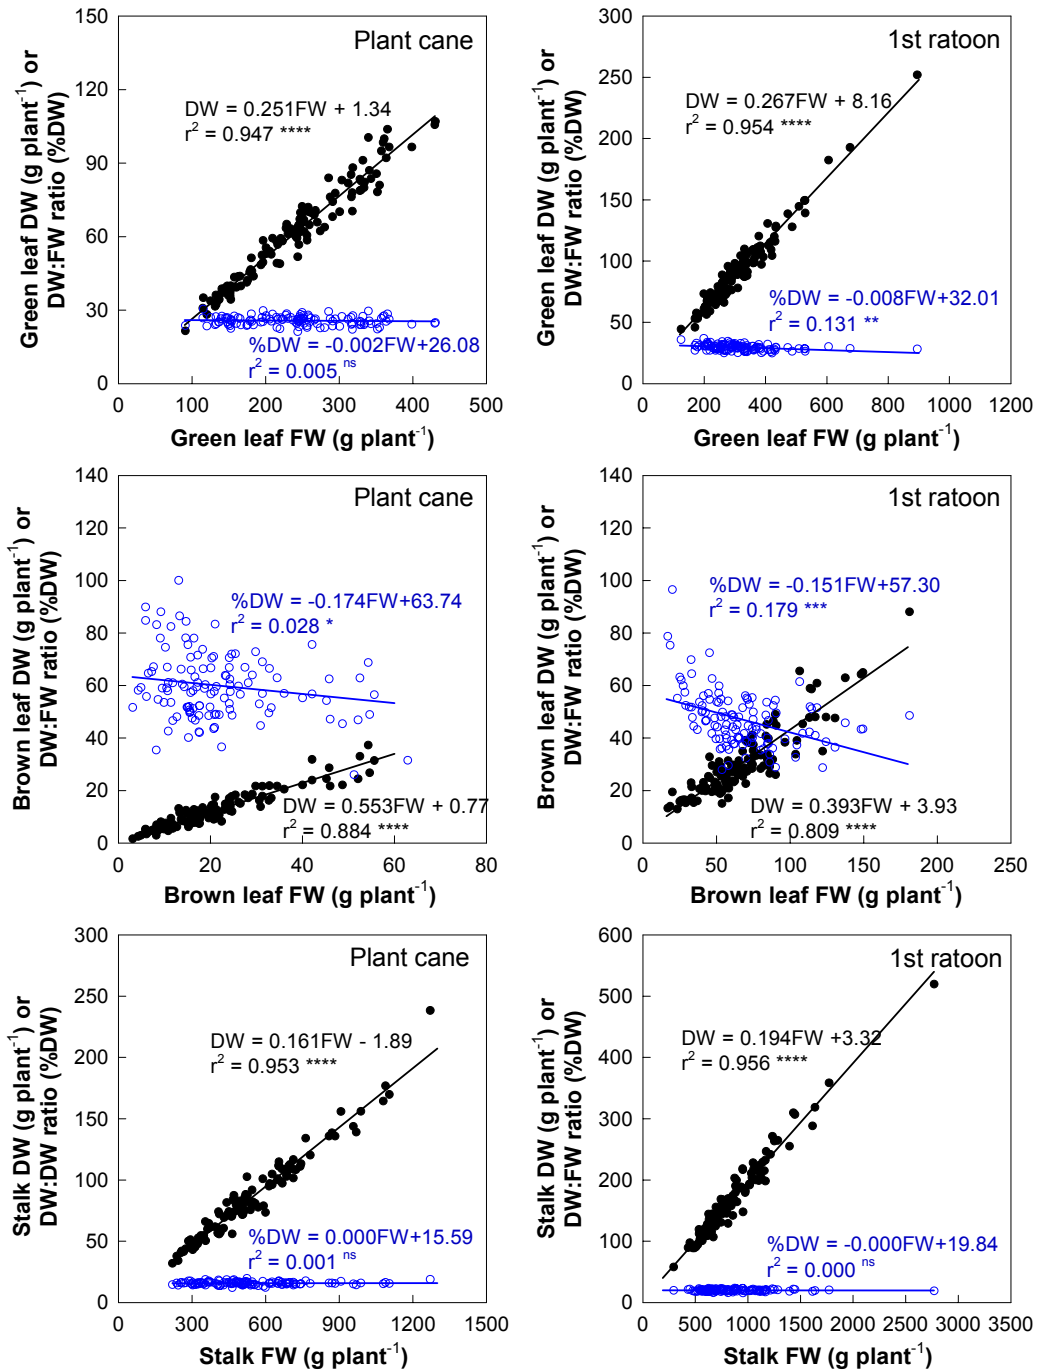 Green leaf DW (g plant⁻¹) or
DW:FW ratio (%DW)
150
120
90
60
30
0
Plant cane
DW = 0.251FW + 1.34
r² = 0.947 ****
%DW = -0.002FW+26.08
r² = 0.005 ns
0 100 200 300 400 500
Green leaf FW (g plant⁻¹)
Green leaf DW (g plant⁻¹) or
DW:FW ratio (%DW)
300
250
200
150
100
50
0
1st ratoon
DW = 0.267FW + 8.16
r² = 0.954 ****
%DW = -0.008FW+32.01
r² = 0.131 **
0 200 400 600 800 1000 1200
Green leaf FW (g plant⁻¹)
Brown leaf DW (g plant⁻¹) or
DW:FW ratio (%DW)
140
120
100
80
60
40
20
0
Plant cane
%DW = -0.174FW+63.74
r² = 0.028 *
DW = 0.553FW + 0.77
r² = 0.884 ****
0 20 40 60 80
Brown leaf FW (g plant⁻¹)
Brown leaf DW (g plant⁻¹) or
DW:FW ratio (%DW)
140
120
100
80
60
40
20
0
1st ratoon
%DW = -0.151FW+57.30
r² = 0.179 ***
DW = 0.393FW + 3.93
r² = 0.809 ****
0 50 100 150 200 250
Brown leaf FW (g plant⁻¹)
Stalk DW (g plant⁻¹) or
DW:DW ratio (%DW)
300
250
200
150
100
50
0
Plant cane
DW = 0.161FW - 1.89
r² = 0.953 ****
%DW = 0.000FW+15.59
r² = 0.001 ns
0 300 600 900 1200 1500
Stalk FW (g plant⁻¹)
Stalk DW (g plant⁻¹) or
DW:FW ratio (%DW)
600
500
400
300
200
100
0
1st ratoon
DW = 0.194FW +3.32
r² = 0.956 ****
%DW = -0.000FW+19.84
r² = 0.000 ns
0 500 1000 1500 2000 2500 3000 3500
Stalk FW (g plant⁻¹)